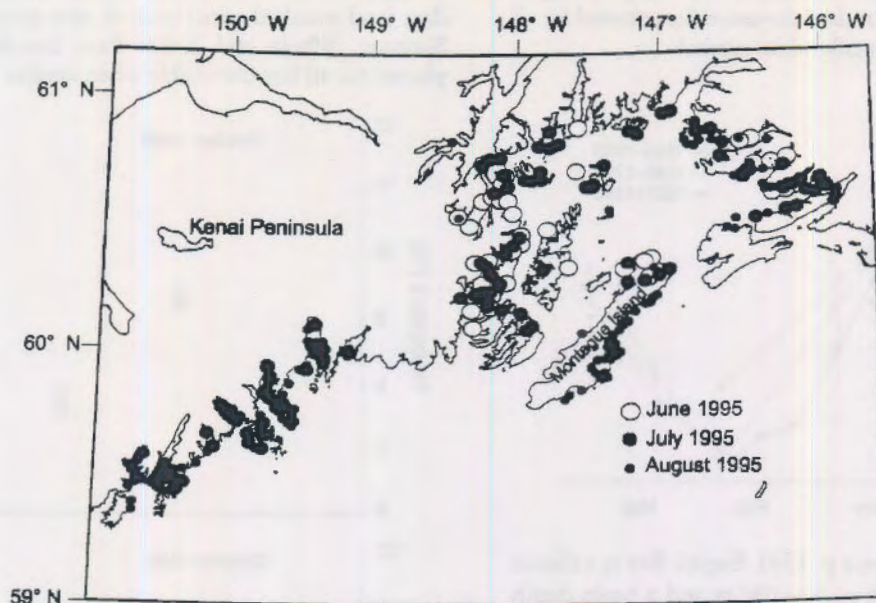 150° W 149° W 148° W 147° W 146° W
61° N
Kenai Peninsula
60° N
Montague Island
June 1995
July 1995
August 1995
59° N